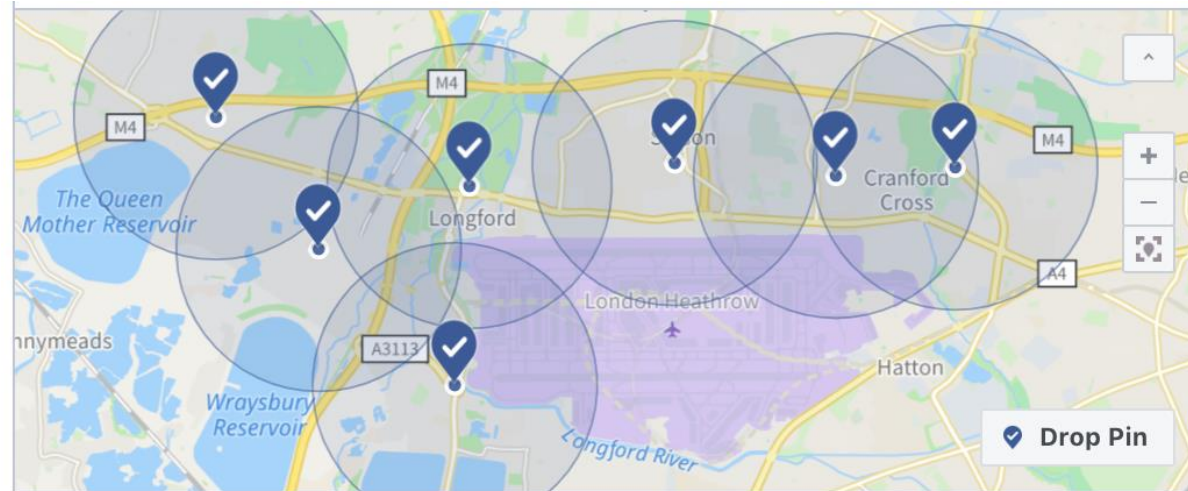 M4
M4
M4
The Queen
Mother Reservoir
Longford
Cranford
Cross
A4
London Heathrow
nnymeads
A3113
Hatton
Wraysbury
Reservoir
Longford River
Drop Pin